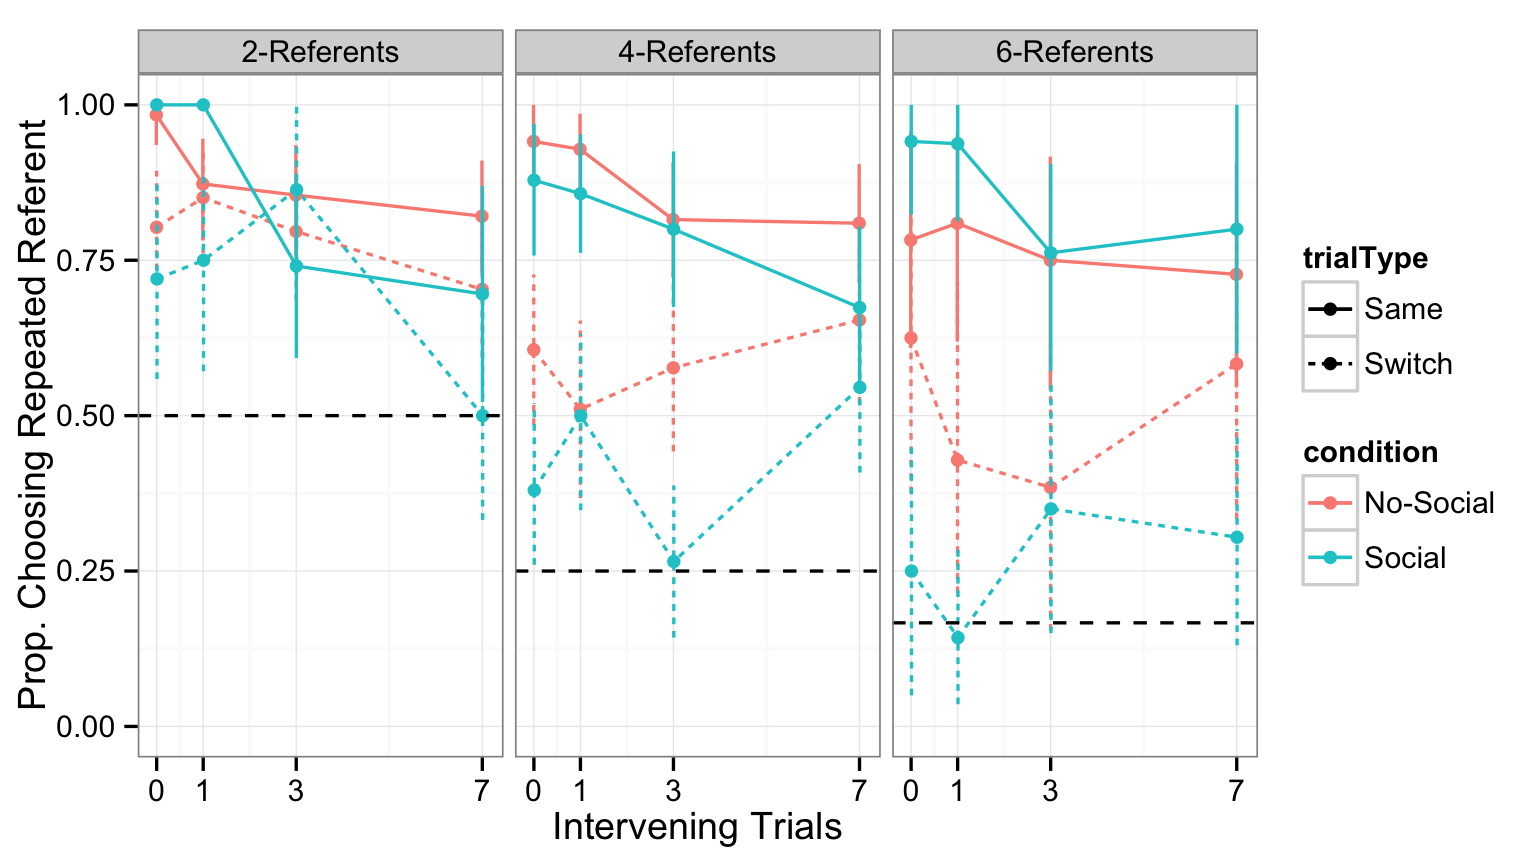 2-Referents
4-Referents
6-Referents
Prop. Choosing Repeated Referent
1.00
0.75
0.50
0.25
0.00
0 1 3 7
0 1 3 7
0 1 3 7
Intervening Trials
trialType
Same
Switch
condition
No-Social
Social